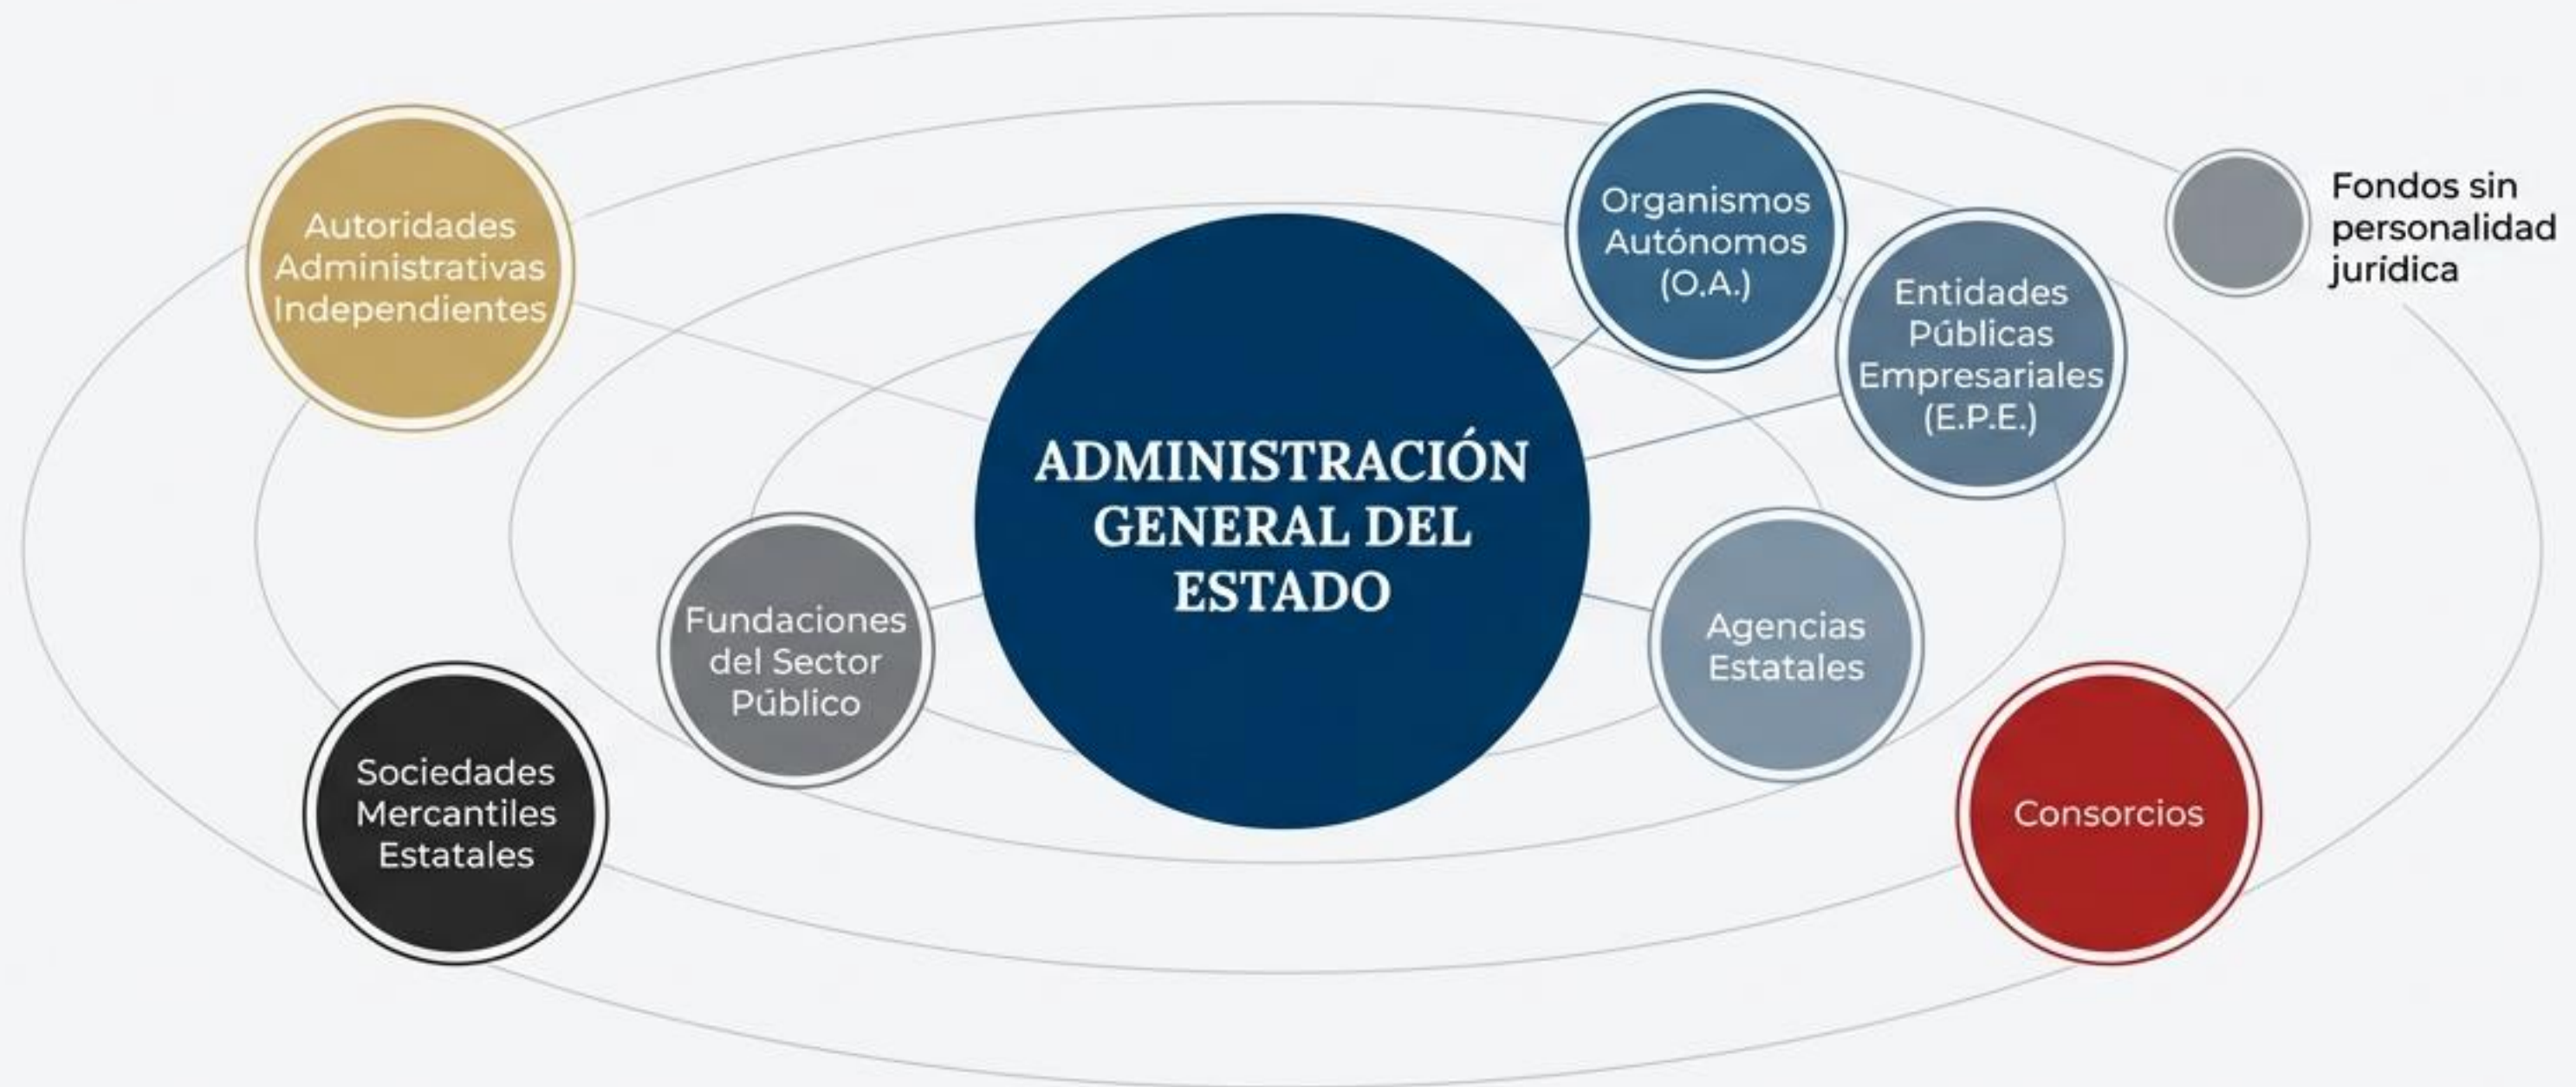 Autoridades
Administrativas
Independientes
Organismos
Autónomos
(O.A.)
Entidades
Públicas
Empresariales
(E.P.E.)
Fondos sin
personalidad
jurídica
ADMINISTRACIÓN
GENERAL DEL
ESTADO
Fundaciones
del Sector
Público
Agencias
Estatales
Sociedades
Mercantiles
Estatales
Consorcios